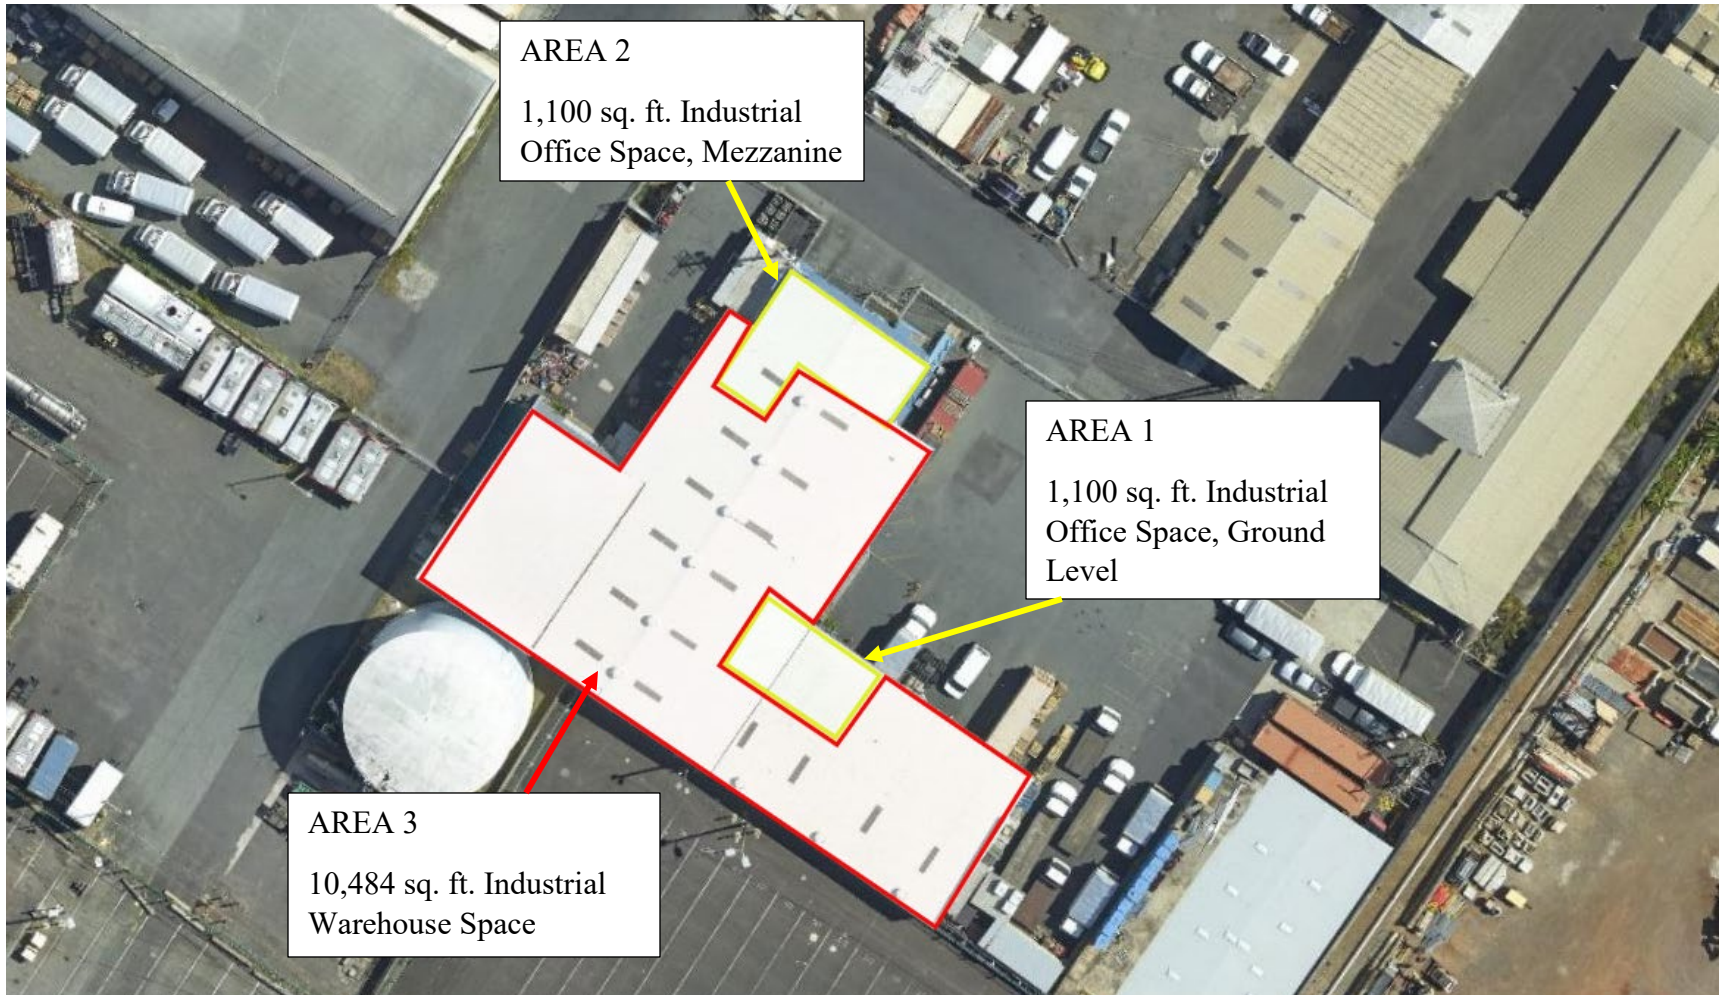 AREA 2
1,100 sq. ft. Industrial
Office Space, Mezzanine
AREA 1
1,100 sq. ft. Industrial
Office Space, Ground
Level
AREA 3
10,484 sq. ft. Industrial
Warehouse Space